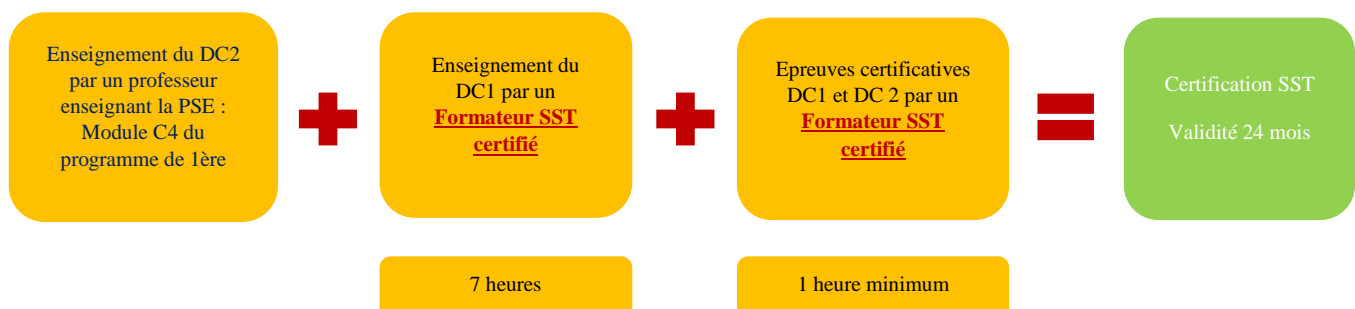 Enseignement du DC2
par un professeur
enseignant la PSE :
Module C4 du
programme de 1ère
Enseignement du
DC1 par un
Formateur SST
certifié
Epreuves certificatives
DC1 et DC 2 par un
Formateur SST
certifié
Certification SST
Validité 24 mois
7 heures
1 heure minimum